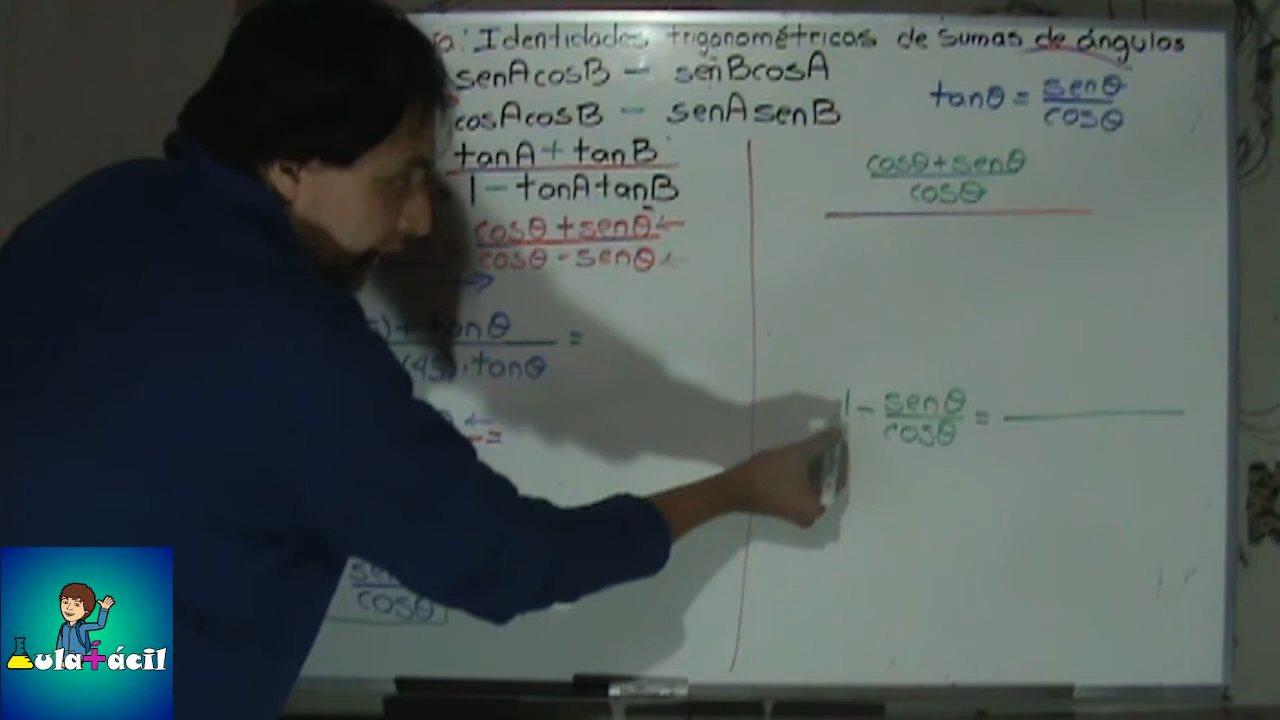 Identidades trigonométricas de sumas de ángulos
senAcosB - senBcosA
cosAcosB - senAsenB
tanA + tanB
1 - tanAtanB
cosθ + senθ
cosθ - senθ
+ tanθ =
(45).tanθ
=
cosθ
tanθ = senθ
cosθ
cosθ+senθ
cosθ
1 - senθ =
cosθ
Aula+ácil